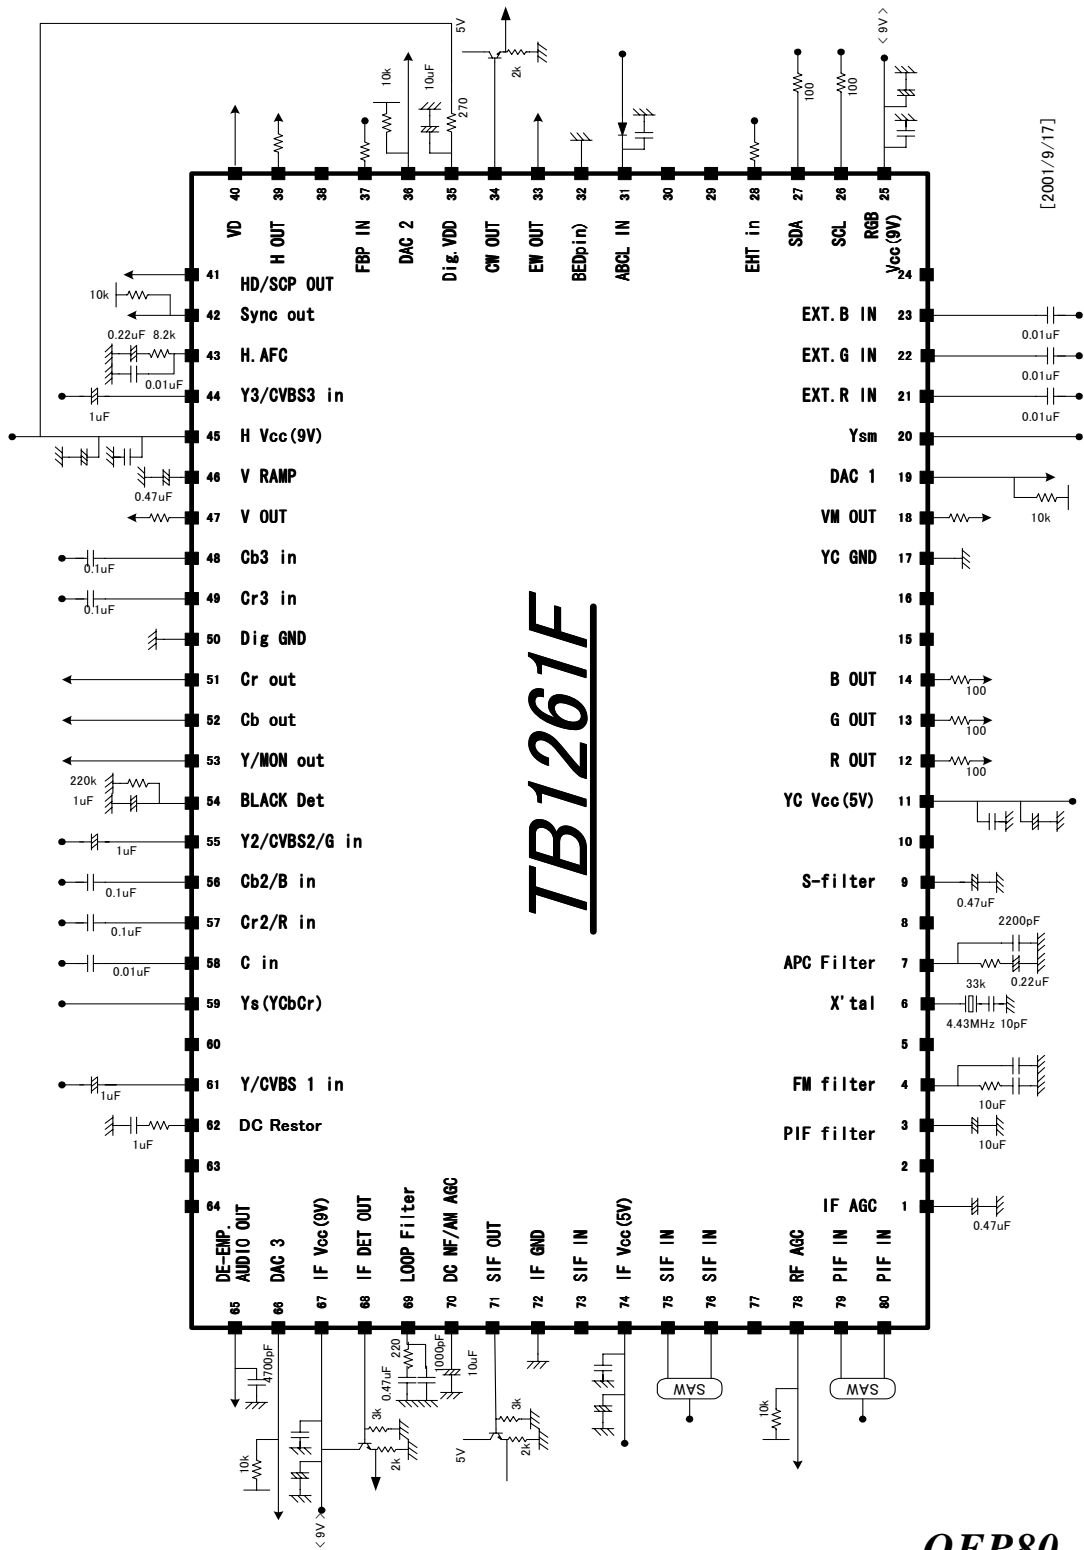 5V
2k
10k
10uF
270
100
100
<9V>
[2001/9/17]
40
39
38
37
36
35
34
33
32
31
30
29
28
27
26
25
VD
H OUT
FBP IN
DAC 2
Dig.VDD
CW OUT
EW OUT
BEDpin)
ABCL IN
EHT in
SDA
SCL
RGB
Vcc(9V)
41 HD/SCP OUT
10k
42 Sync out
0.22uF 8.2k
43 H.AFC
0.01uF
44 Y3/CVBS3 in
1uF
45 H Vcc(9V)
46 V RAMP
0.47uF
47 V OUT
48 Cb3 in
0.1uF
49 Cr3 in
0.1uF
50 Dig GND
51 Cr out
52 Cb out
53 Y/MON out
220k
1uF
54 BLACK Det
55 Y2/CVBS2/G in
1uF
56 Cb2/B in
0.1uF
57 Cr2/R in
0.1uF
58 C in
0.01uF
59 Ys(YCbCr)
60
61 Y/CVBS 1 in
1uF
62 DC Restor
1uF
63
64
TB1261F
24
EXT.B IN 23
0.01uF
EXT.G IN 22
0.01uF
EXT.R IN 21
0.01uF
Ysm 20
DAC 1 19
10k
VM OUT 18
YC GND 17
16
15
B OUT 14
100
G OUT 13
100
R OUT 12
100
YC Vcc(5V) 11
10
S-filter 9
0.47uF
8
2200pF
APC Filter 7
0.22uF
33k
X'tal 6
4.43MHz 10pF
5
FM filter 4
10uF
PIF filter 3
10uF
2
IF AGC 1
0.47uF
DE-EMP.
AUDIO OUT
DAC 3
IF Vcc(9V)
IF DET OUT
LOOP Filter
DC NF/AM AGC
SIF OUT
IF GND
SIF IN
IF Vcc(5V)
SIF IN
SIF IN
RF AGC
PIF IN
PIF IN
65
66
67
68
69
70
71
72
73
74
75
76
77
78
79
80
4700pF
10k
<9V>
3k
2k
220
0.47uF
1000pF
10uF
5V
3k
2k
SAW
10k
SAW
QFP80